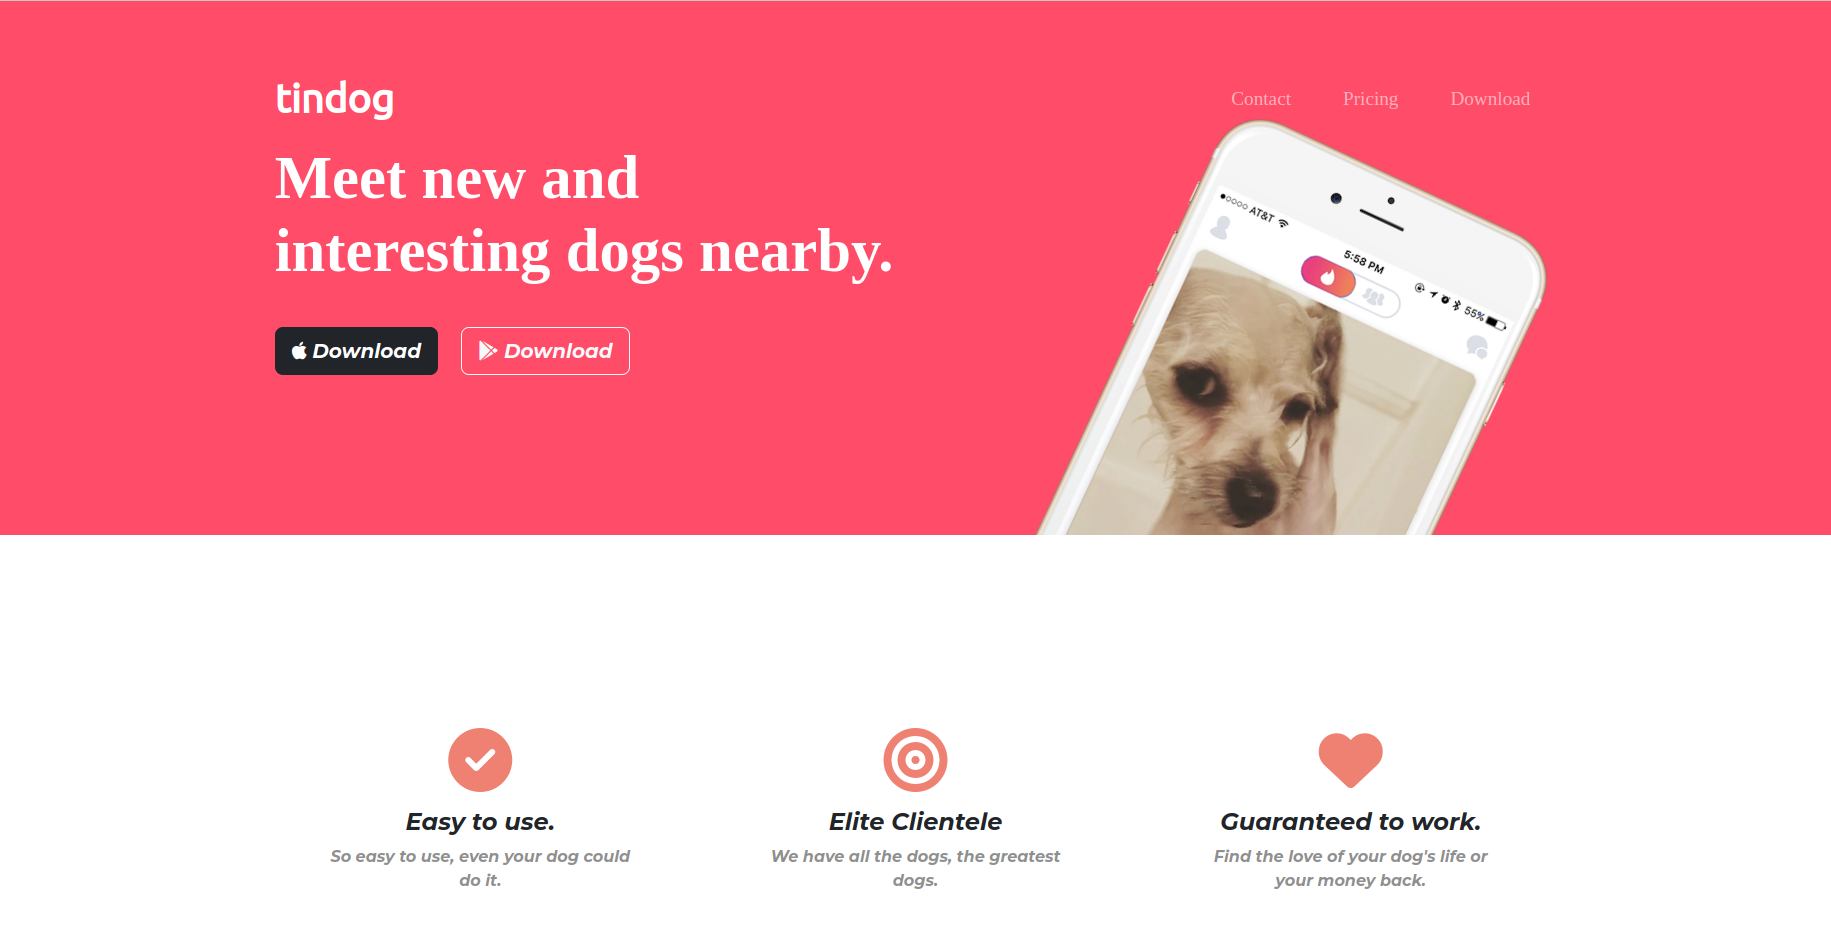 tindog
Contact Pricing Download
Meet new and
interesting dogs nearby.
Download Download
AT&T
5:58 PM
55%
Easy to use.
So easy to use, even your dog could
do it.
Elite Clientele
We have all the dogs, the greatest
dogs.
Guaranteed to work.
Find the love of your dog's life or
your money back.